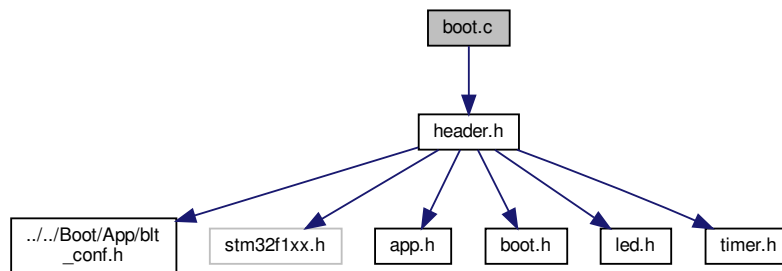 boot.c
header.h
../../Boot/App/blt
_conf.h
stm32f1xx.h
app.h
boot.h
led.h
timer.h